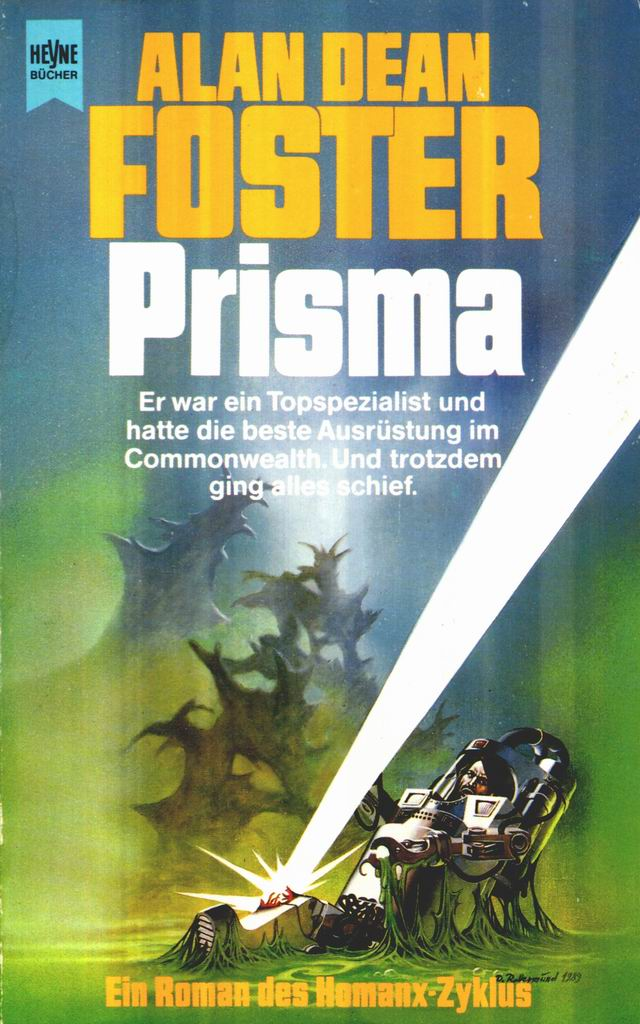 HEYNE
BÜCHER
ALAN DEAN
FOSTER
Prisma
Er war ein Topspezialist und
hatte die beste Ausrüstung im
Commonwealth. Und trotzdem
ging alles schief.
1989
Ein Roman des Homanx-Zyklus